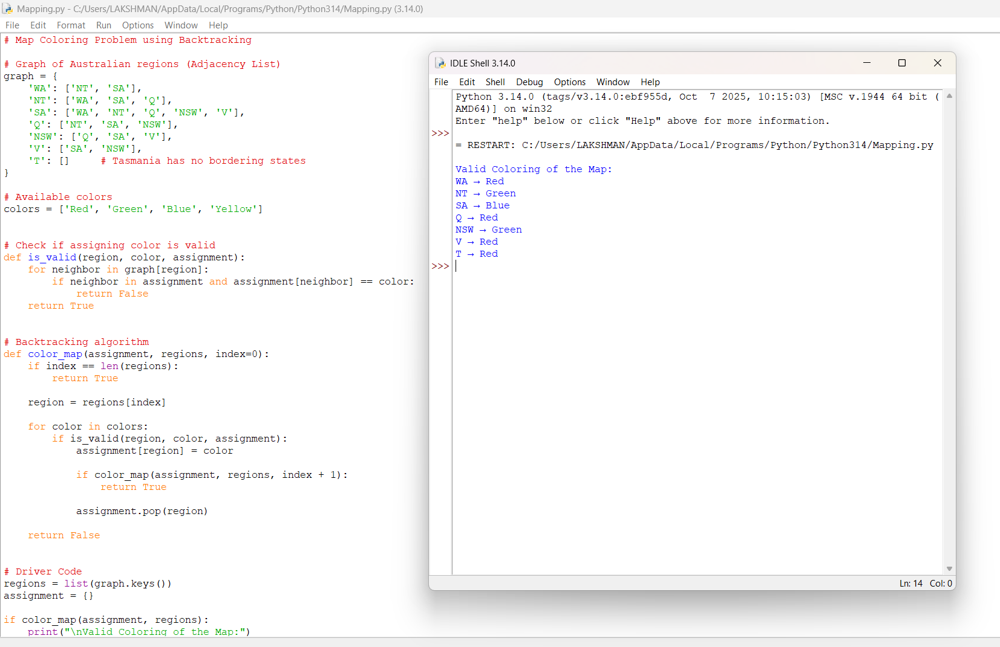 Mapping.py - C:/Users/LAKSHMAN/AppData/Local/Programs/Python/Python314/Mapping.py (3.14.0)
File Edit Format Run Options Window Help
# Map Coloring Problem using Backtracking

# Graph of Australian regions (Adjacency List)
graph = {
    'WA': ['NT', 'SA'],
    'NT': ['WA', 'SA', 'Q'],
    'SA': ['WA', 'NT', 'Q', 'NSW', 'V'],
    'Q': ['NT', 'SA', 'NSW'],
    'NSW': ['Q', 'SA', 'V'],
    'V': ['SA', 'NSW'],
    'T': []     # Tasmania has no bordering states
}

# Available colors
colors = ['Red', 'Green', 'Blue', 'Yellow']


# Check if assigning color is valid
def is_valid(region, color, assignment):
    for neighbor in graph[region]:
        if neighbor in assignment and assignment[neighbor] == color:
            return False
    return True


# Backtracking algorithm
def color_map(assignment, regions, index=0):
    if index == len(regions):
        return True

    region = regions[index]

    for color in colors:
        if is_valid(region, color, assignment):
            assignment[region] = color

            if color_map(assignment, regions, index + 1):
                return True

            assignment.pop(region)

    return False


# Driver Code
regions = list(graph.keys())
assignment = {}

if color_map(assignment, regions):
    print("\nValid Coloring of the Map:")
IDLE Shell 3.14.0
File Edit Shell Debug Options Window Help
Python 3.14.0 (tags/v3.14.0:ebf955d, Oct  7 2025, 10:15:03) [MSC v.1944 64 bit (
AMD64)] on win32
Enter "help" below or click "Help" above for more information.
>>>
= RESTART: C:/Users/LAKSHMAN/AppData/Local/Programs/Python/Python314/Mapping.py

Valid Coloring of the Map:
WA → Red
NT → Green
SA → Blue
Q → Red
NSW → Green
V → Red
T → Red
>>>
Ln: 14 Col: 0